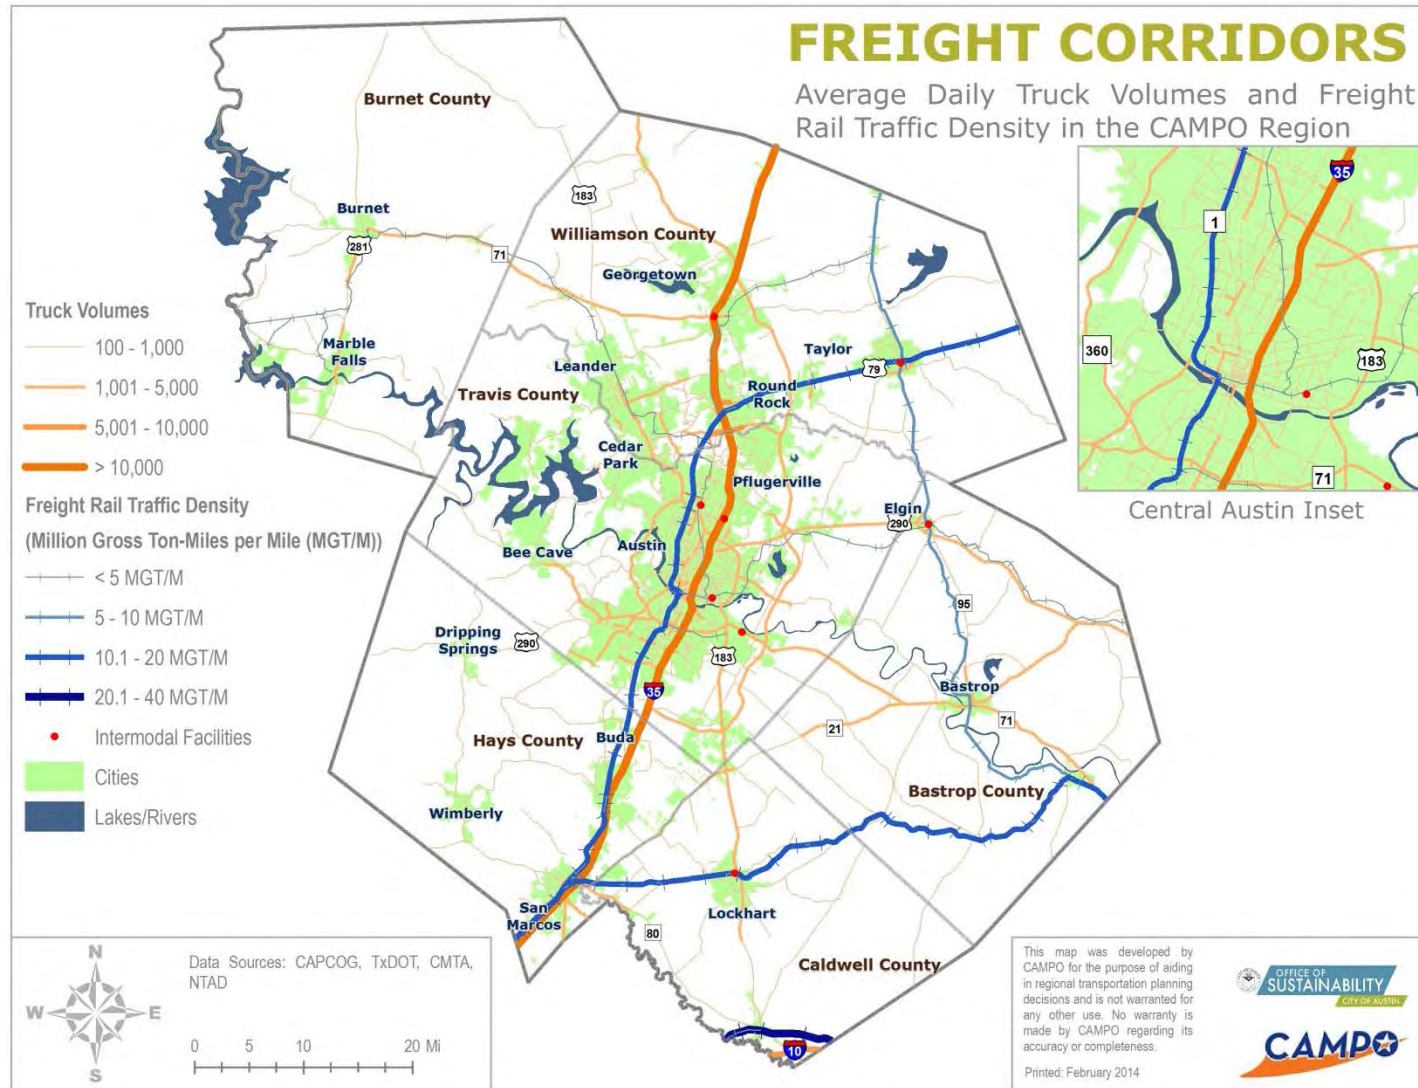 FREIGHT CORRIDORS
Average Daily Truck Volumes and Freight
Rail Traffic Density in the CAMPO Region
Burnet County
183
Burnet
281
71
Williamson County
Georgetown
Marble
Falls
Leander
Taylor
79
Travis County
Round
Rock
Cedar
Park
Pflugerville
Elgin
290
Austin
Bee Cave
95
Dripping
Springs
290
183
35
Bastrop
71
21
Hays County
Buda
Bastrop County
Wimberly
San
Marcos
Lockhart
80
Caldwell County
10
35
1
360
183
71
Central Austin Inset
Truck Volumes
100 - 1,000
1,001 - 5,000
5,001 - 10,000
> 10,000
Freight Rail Traffic Density
(Million Gross Ton-Miles per Mile (MGT/M))
< 5 MGT/M
5 - 10 MGT/M
10.1 - 20 MGT/M
20.1 - 40 MGT/M
Intermodal Facilities
Cities
Lakes/Rivers
N
W
E
S
Data Sources: CAPCOG, TxDOT, CMTA,
NTAD
0 5 10 20 Mi
This map was developed by
CAMPO for the purpose of aiding
in regional transportation planning
decisions and is not warranted for
any other use. No warranty is
made by CAMPO regarding its
accuracy or completeness.
Printed: February 2014
OFFICE OF
SUSTAINABILITY
CITY OF AUSTIN
CAMPO